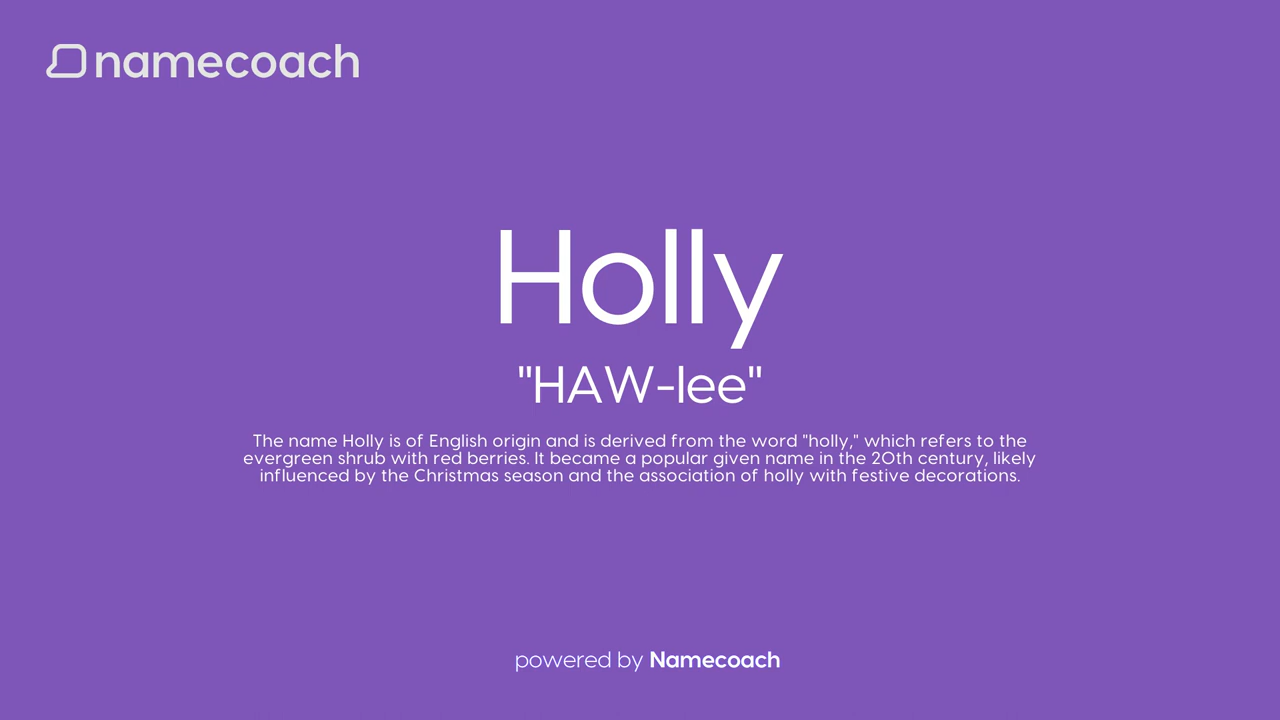 namecoach
Holly
"HAW-lee"
The name Holly is of English origin and is derived from the word "holly," which refers to the
evergreen shrub with red berries. It became a popular given name in the 20th century, likely
influenced by the Christmas season and the association of holly with festive decorations.
powered by Namecoach